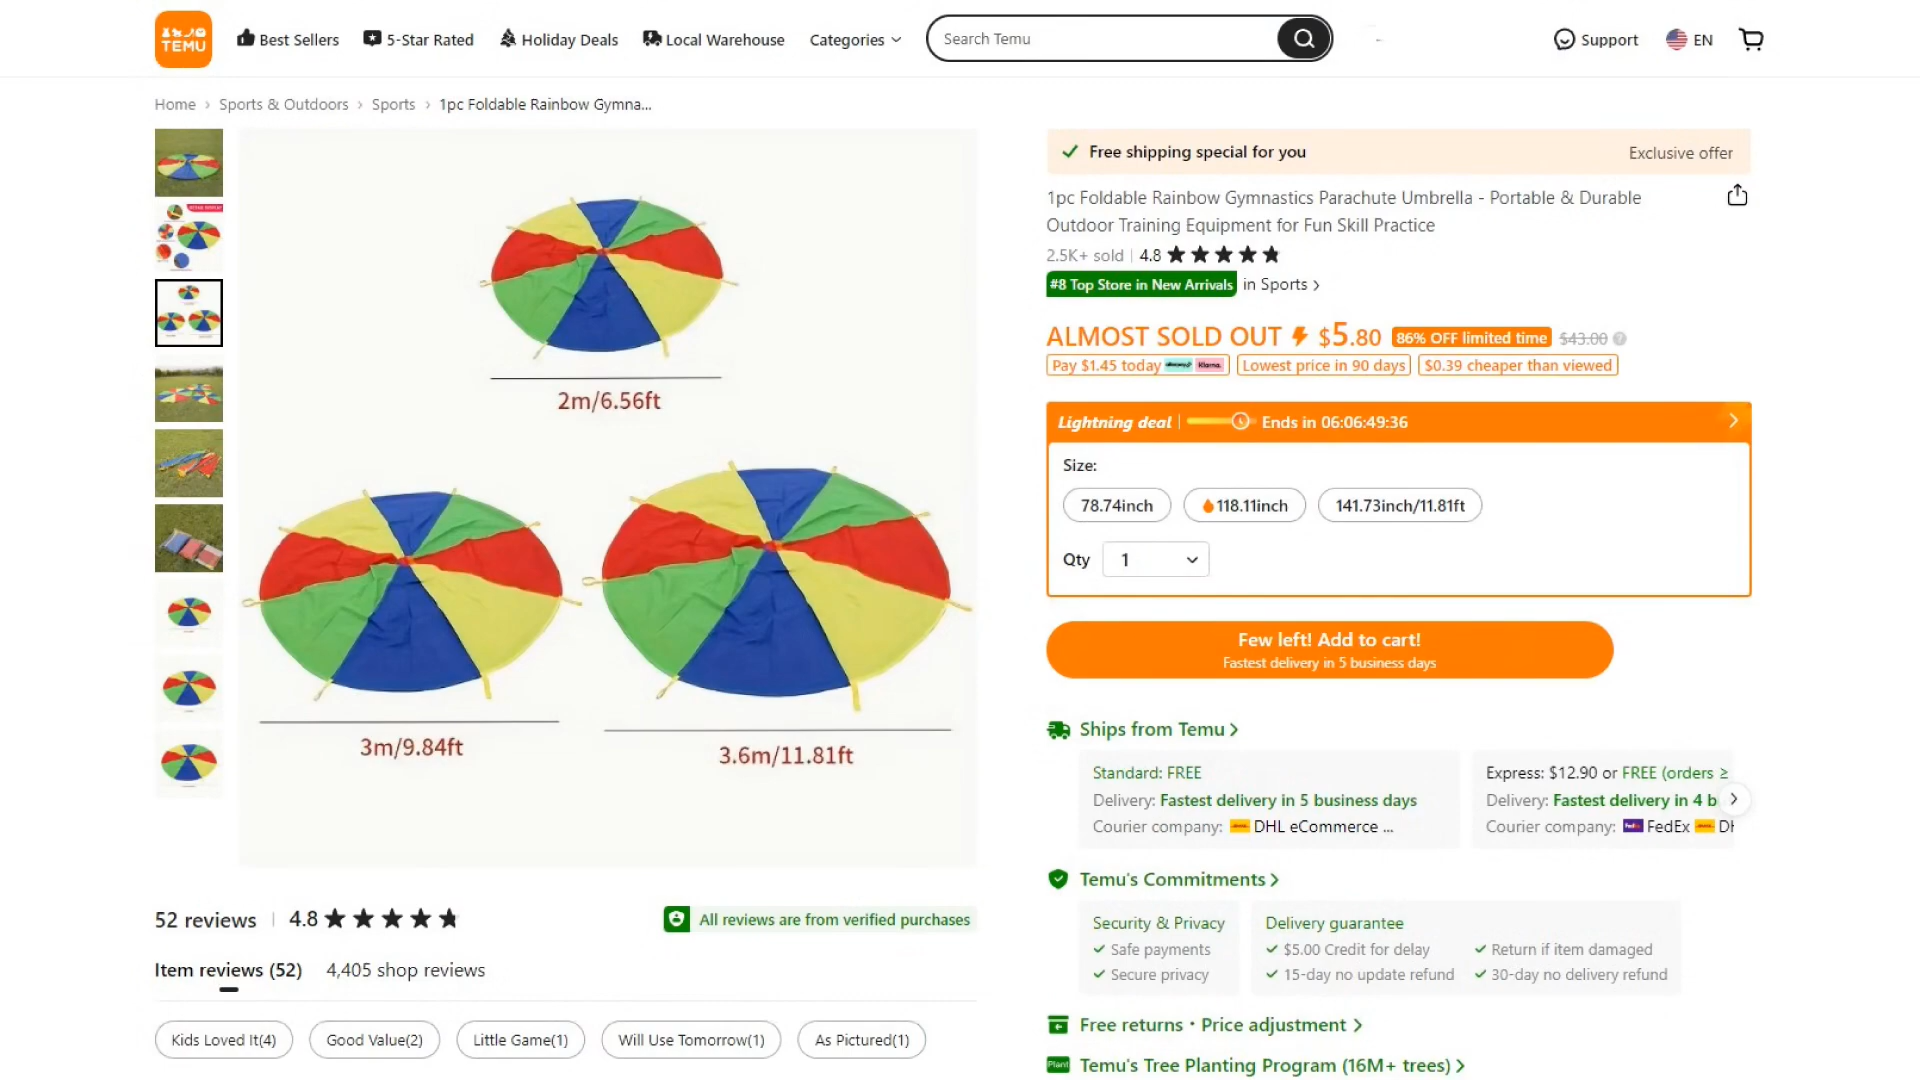 TEMU
Best Sellers
5-Star Rated
Holiday Deals
Local Warehouse
Categories
Search Temu
Support
EN
Home › Sports & Outdoors › Sports › 1pc Foldable Rainbow Gymna...
2m/6.56ft
3m/9.84ft
3.6m/11.81ft
Free shipping special for you
Exclusive offer
1pc Foldable Rainbow Gymnastics Parachute Umbrella - Portable & Durable
Outdoor Training Equipment for Fun Skill Practice
2.5K+ sold | 4.8
#8 Top Store in New Arrivals in Sports ›
ALMOST SOLD OUT $5.80 86% OFF limited time $43.00
Pay $1.45 today Klarna.
Lowest price in 90 days
$0.39 cheaper than viewed
Lightning deal | Ends in 06:06:49:36
Size:
78.74inch
118.11inch
141.73inch/11.81ft
Qty 1
Few left! Add to cart!
Fastest delivery in 5 business days
Ships from Temu
Standard: FREE
Delivery: Fastest delivery in 5 business days
Courier company: DHL eCommerce ...
Express: $12.90 or FREE (orders ≥
Delivery: Fastest delivery in 4 b
Courier company: FedEx DH
Temu's Commitments
Security & Privacy
Safe payments
Secure privacy
Delivery guarantee
$5.00 Credit for delay
Return if item damaged
15-day no update refund
30-day no delivery refund
Free returns · Price adjustment
Plant Temu's Tree Planting Program (16M+ trees)
52 reviews | 4.8
All reviews are from verified purchases
Item reviews (52)
4,405 shop reviews
Kids Loved It(4)
Good Value(2)
Little Game(1)
Will Use Tomorrow(1)
As Pictured(1)